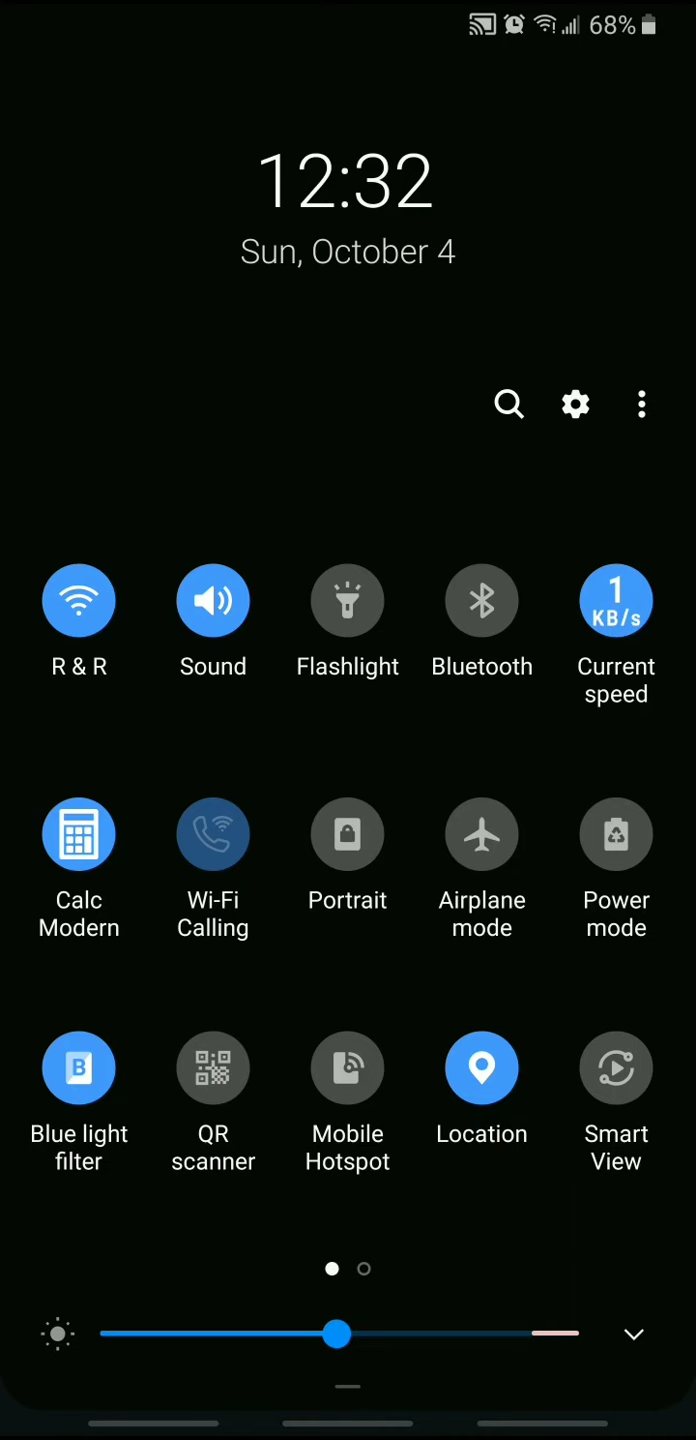 68%
12:32
Sun, October 4
1
KB/s
R & R
Sound
Flashlight
Bluetooth
Current
speed
Calc
Modern
Wi-Fi
Calling
Portrait
Airplane
mode
Power
mode
B
Blue light
filter
QR
scanner
Mobile
Hotspot
Location
Smart
View